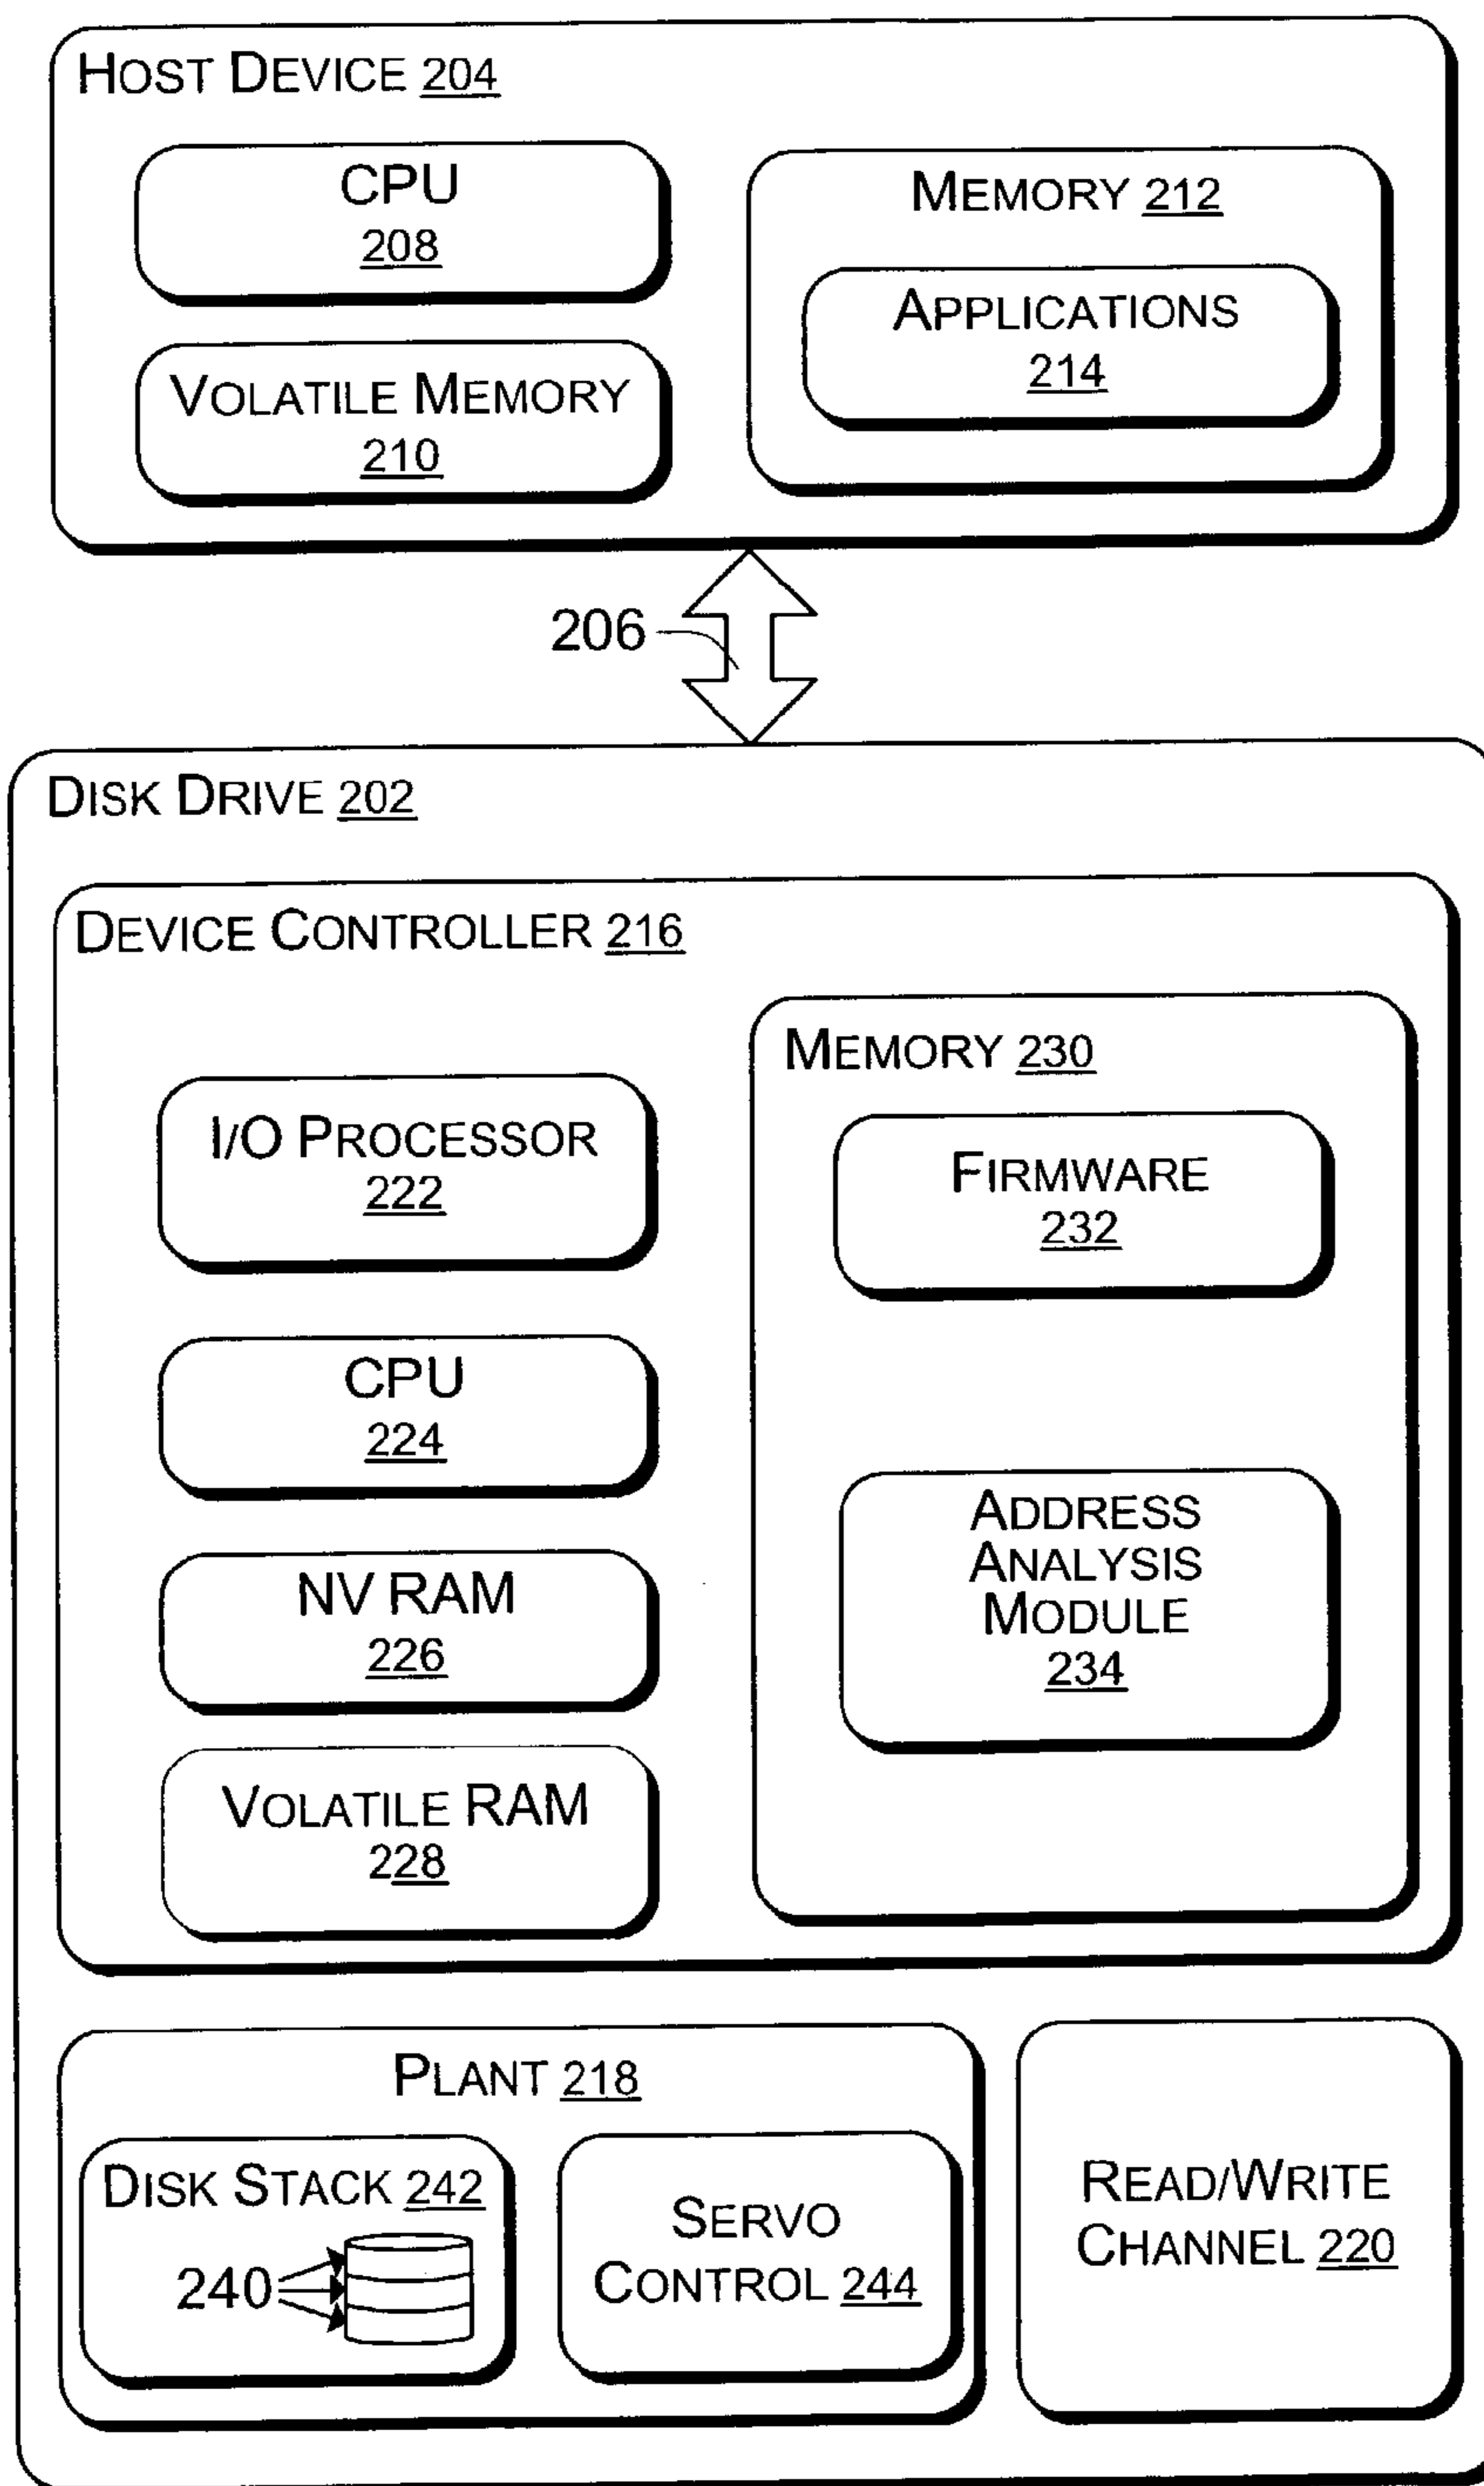 HOST DEVICE 204
CPU
208
VOLATILE MEMORY
210
MEMORY 212
APPLICATIONS
214
206
DISK DRIVE 202
DEVICE CONTROLLER 216
I/O PROCESSOR
222
CPU
224
NV RAM
226
VOLATILE RAM
228
MEMORY 230
FIRMWARE
232
ADDRESS
ANALYSIS
MODULE
234
PLANT 218
DISK STACK 242
240
SERVO
CONTROL 244
READ/WRITE
CHANNEL 220